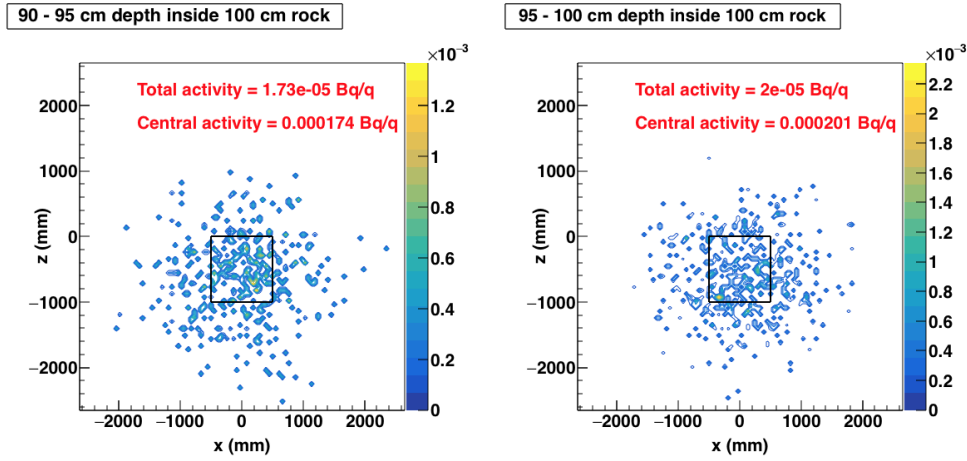 90 - 95 cm depth inside 100 cm rock
×10⁻³
Total activity = 1.73e-05 Bq/q
Central activity = 0.000174 Bq/q
z (mm)
2000
1000
0
−1000
−2000
1.2
1
0.8
0.6
0.4
0.2
0
−2000 −1000 0 1000 2000
x (mm)
95 - 100 cm depth inside 100 cm rock
×10⁻³
Total activity = 2e-05 Bq/q
Central activity = 0.000201 Bq/q
z (mm)
2000
1000
0
−1000
−2000
2.2
2
1.8
1.6
1.4
1.2
1
0.8
0.6
0.4
0.2
0
−2000 −1000 0 1000 2000
x (mm)